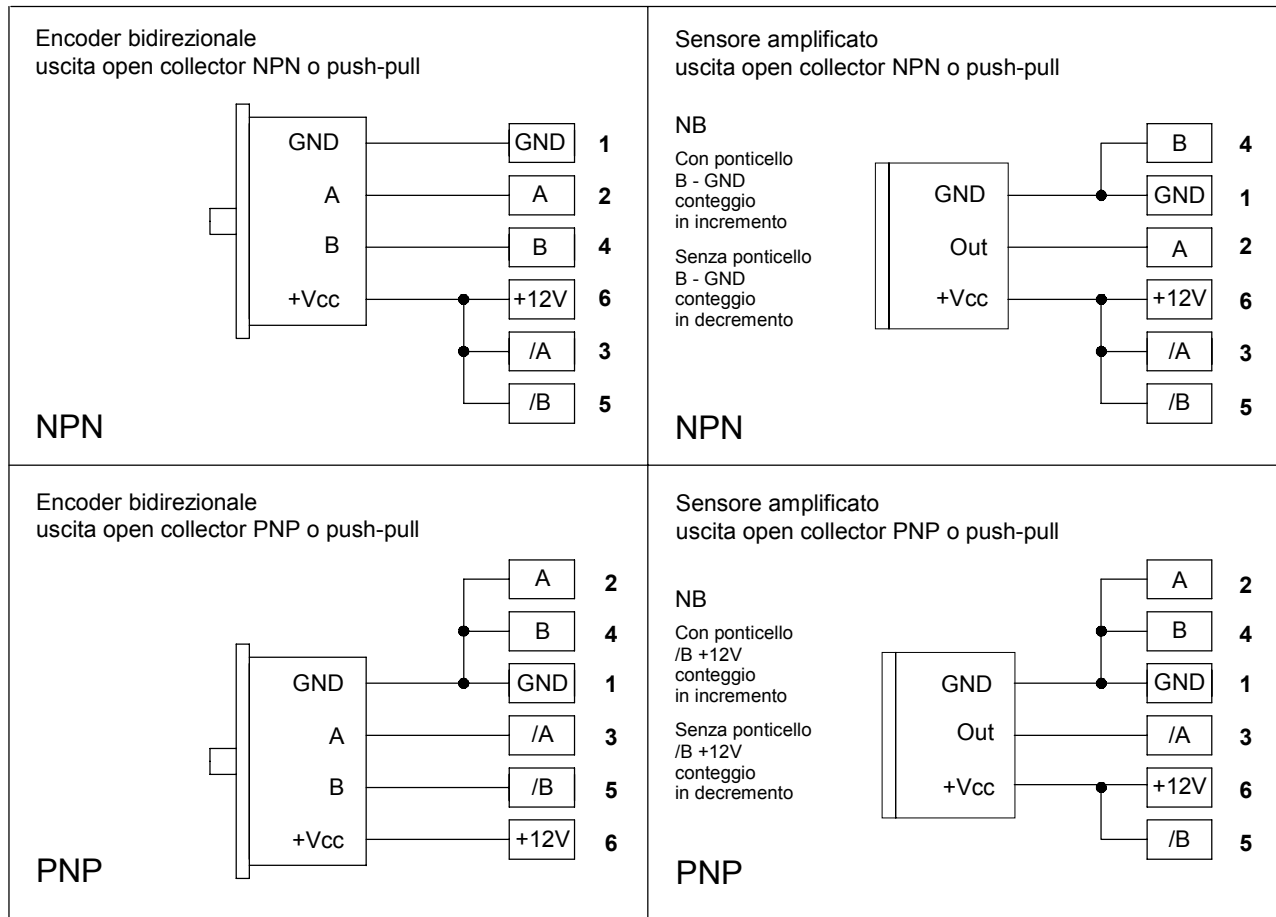 Encoder bidirezionale
uscita open collector NPN o push-pull
GND GND 1
A A 2
B B 4
+Vcc +12V 6
/A 3
/B 5
NPN
Sensore amplificato
uscita open collector NPN o push-pull
NB
Con ponticello
B - GND
conteggio
in incremento
Senza ponticello
B - GND
conteggio
in decremento
B 4
GND GND 1
Out A 2
+Vcc +12V 6
/A 3
/B 5
NPN
Encoder bidirezionale
uscita open collector PNP o push-pull
A 2
B 4
GND GND 1
A /A 3
B /B 5
+Vcc +12V 6
PNP
Sensore amplificato
uscita open collector PNP o push-pull
NB
Con ponticello
/B +12V
conteggio
in incremento
Senza ponticello
/B +12V
conteggio
in decremento
A 2
B 4
GND GND 1
Out /A 3
+Vcc +12V 6
/B 5
PNP